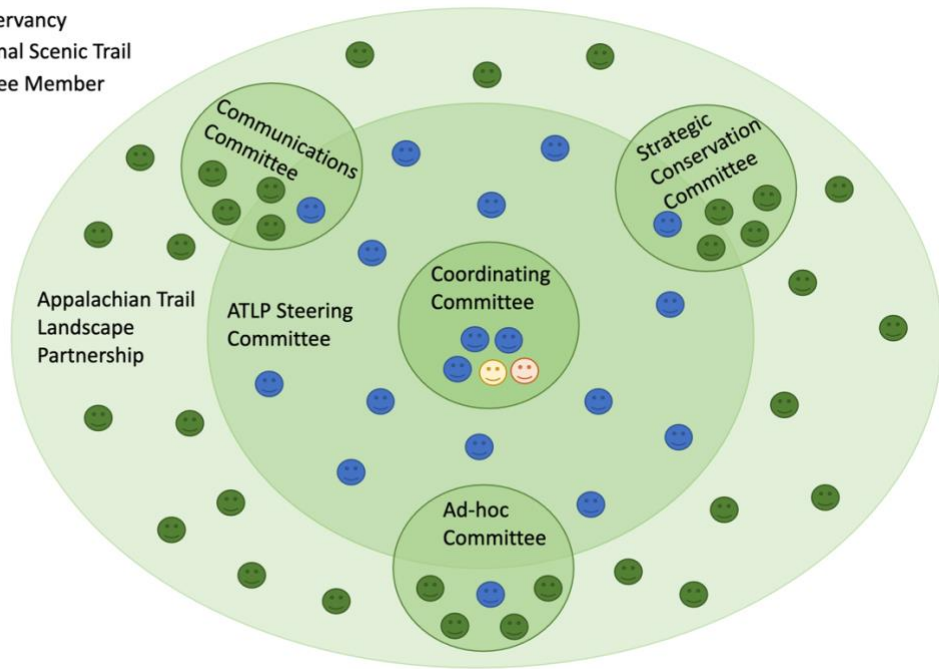 ervancy
nal Scenic Trail
ee Member
Communications
Committee
Strategic
Conservation
Committee
Coordinating
Committee
Appalachian Trail
Landscape
Partnership
ATLP Steering
Committee
Ad-hoc
Committee